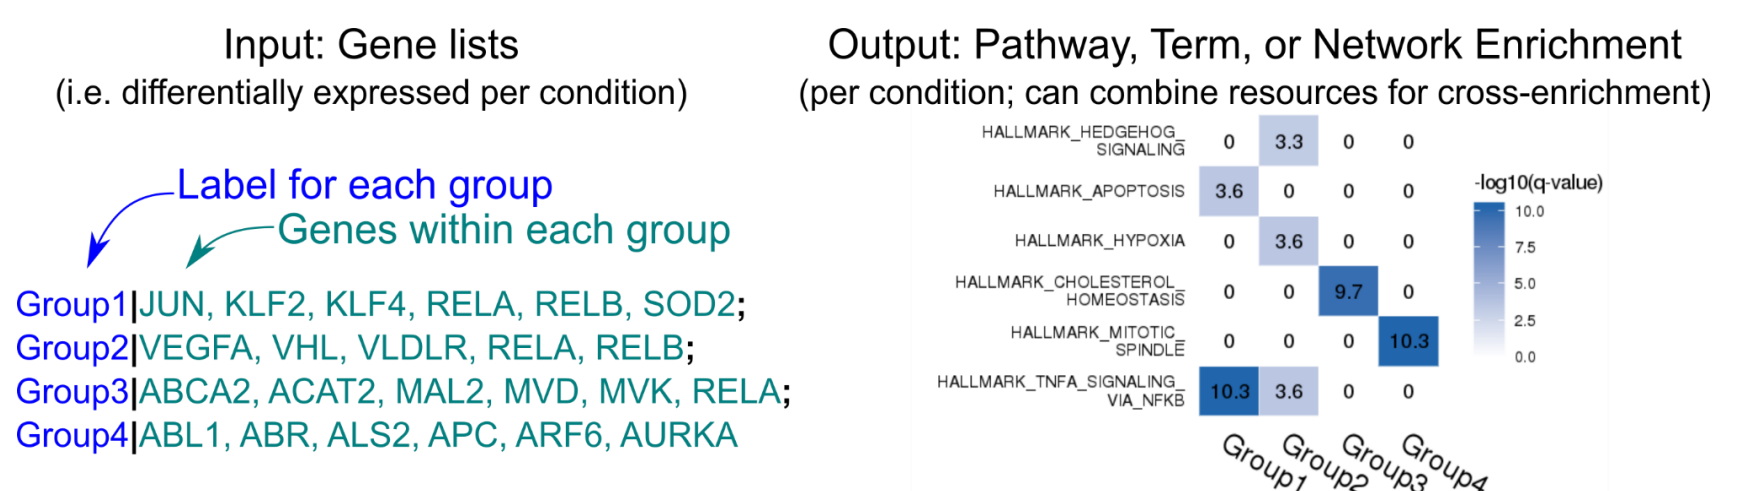 Input: Gene lists
(i.e. differentially expressed per condition)
Label for each group
Genes within each group
Group1|JUN, KLF2, KLF4, RELA, RELB, SOD2;
Group2|VEGFA, VHL, VLDLR, RELA, RELB;
Group3|ABCA2, ACAT2, MAL2, MVD, MVK, RELA;
Group4|ABL1, ABR, ALS2, APC, ARF6, AURKA
Output: Pathway, Term, or Network Enrichment
(per condition; can combine resources for cross-enrichment)
HALLMARK_HEDGEHOG_
SIGNALING
0 3.3 0 0
HALLMARK_APOPTOSIS 3.6 0 0 0
HALLMARK_HYPOXIA 0 3.6 0 0
HALLMARK_CHOLESTEROL_
HOMEOSTASIS
0 0 9.7 0
HALLMARK_MITOTIC_
SPINDLE
0 0 0 10.3
HALLMARK_TNFA_SIGNALING_
VIA_NFKB
10.3 3.6 0 0
Group1 Group2 Group3 Group4
-log10(q-value)
10.0
7.5
5.0
2.5
0.0